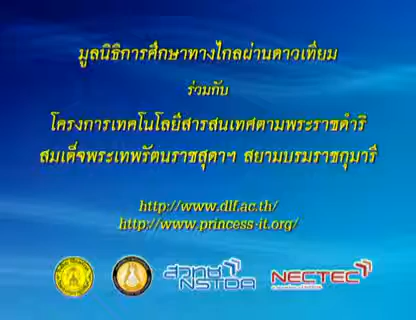 มูลนิธิการศึกษาทางไกลผ่านดาวเทียม
ร่วมกับ
โครงการเทคโนโลยีสารสนเทศตามพระราชดำริ
สมเด็จพระเทพรัตนราชสุดาฯ สยามบรมราชกุมารี
http://www.dlf.ac.th/
http://www.princess-it.org/
สวทช
NSTDA
NECTEC